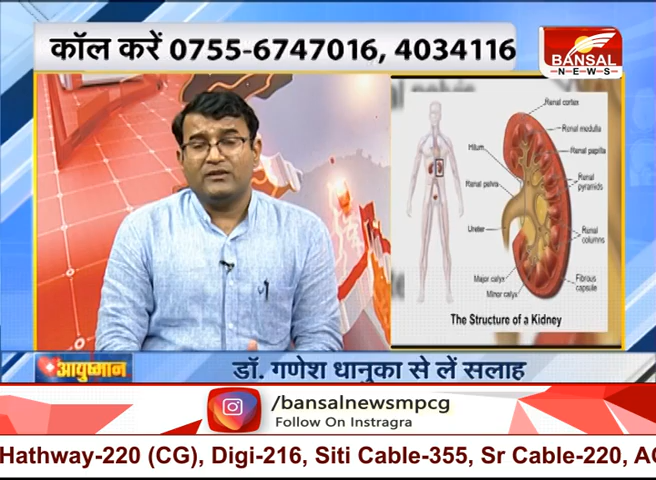 कॉल करें 0755-6747016, 4034116
BANSAL
NEWS
Renal cortex
Renal medulla
Hilum
Renal papilla
Renal pelvis
Renal pyramids
Ureter
Renal columns
Major calyx
Minor calyx
Fibrous capsule
The Structure of a Kidney
आयुष्मान
डॉ. गणेश धानुका से लें सलाह
/bansalnewsmpcg
Follow On Instragra
Hathway-220 (CG), Digi-216, Siti Cable-355, Sr Cable-220, AC